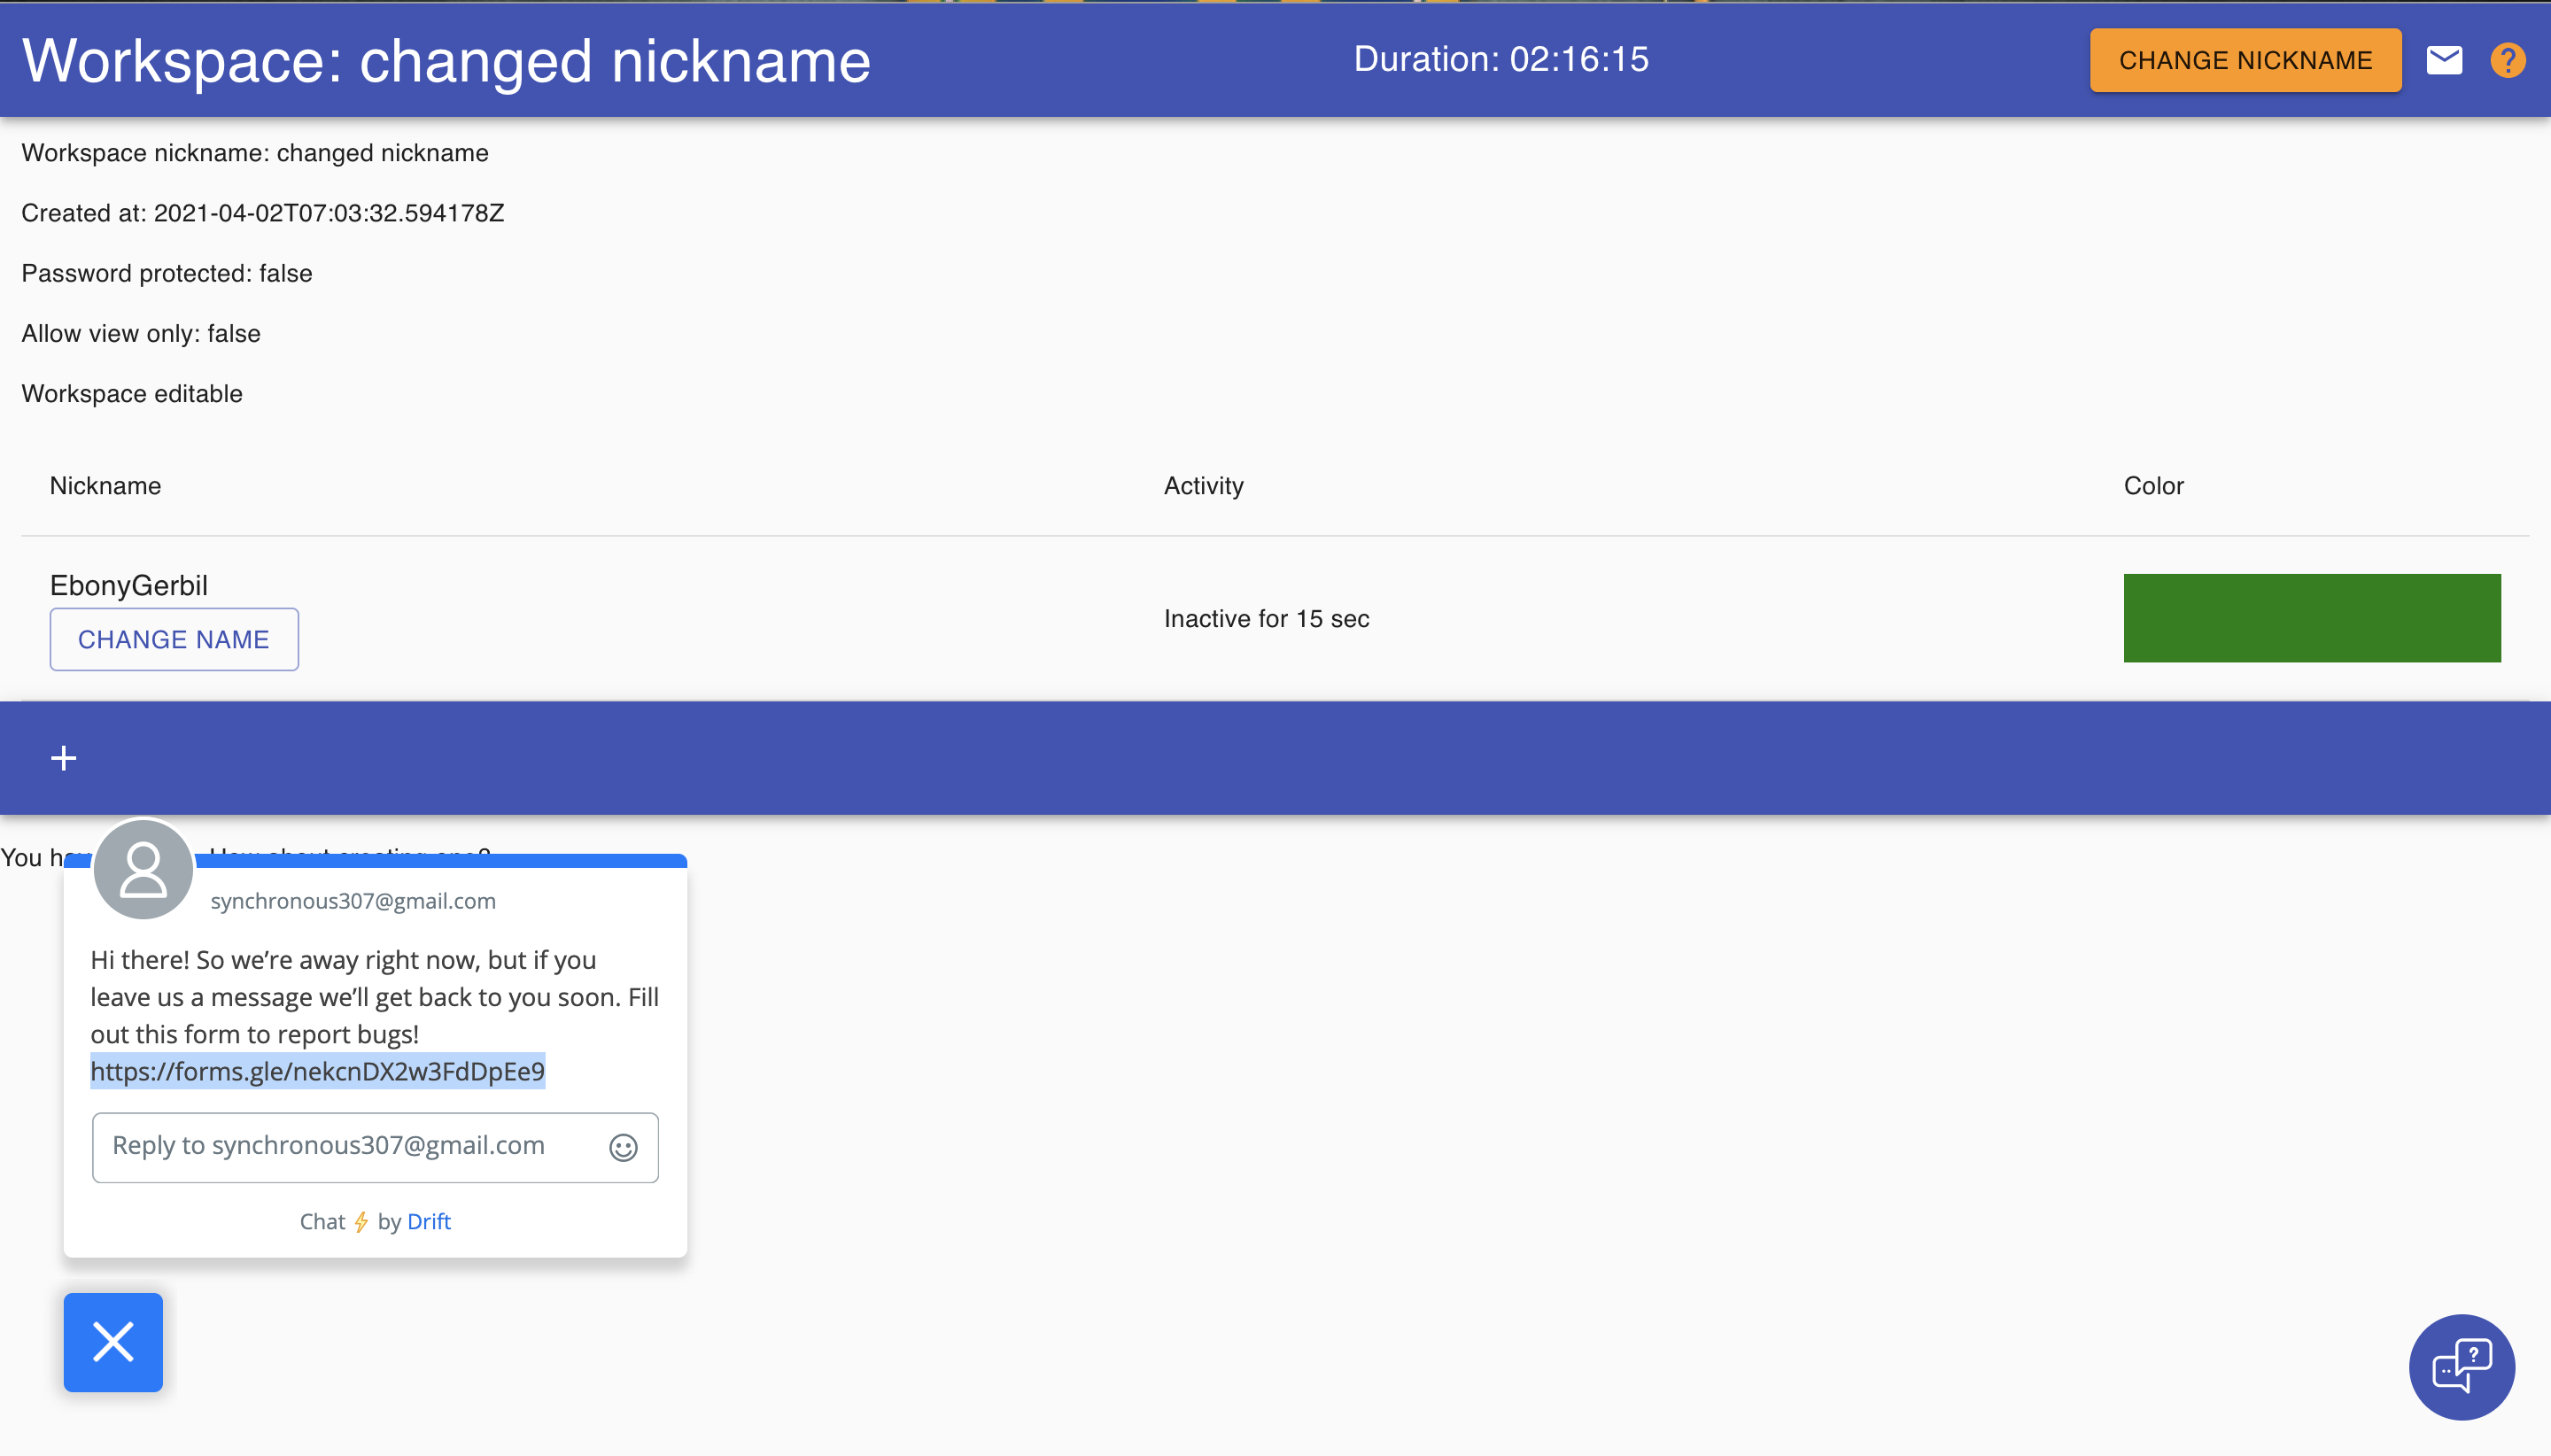 Workspace: changed nickname
Duration: 02:16:15
CHANGE NICKNAME
?
Workspace nickname: changed nickname
Created at: 2021-04-02T07:03:32.594178Z
Password protected: false
Allow view only: false
Workspace editable
Nickname Activity Color
EbonyGerbil
CHANGE NAME
Inactive for 15 sec
+
You How about creating one?
synchronous307@gmail.com
Hi there! So we’re away right now, but if you
leave us a message we’ll get back to you soon. Fill
out this form to report bugs!
https://forms.gle/nekcnDX2w3FdDpEe9
Reply to synchronous307@gmail.com
Chat ⚡ by Drift
?